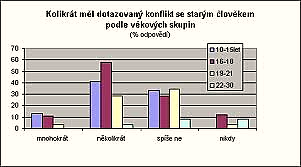 Kolikrát měl dotazovaný konflikt se starým člověkem
podle věkových skupin
(% odpovědí)
70
60
50
40
30
20
10
0
10-15let
16-18
19-21
22-30
mnohokrát
několikrát
spíše ne
nikdy